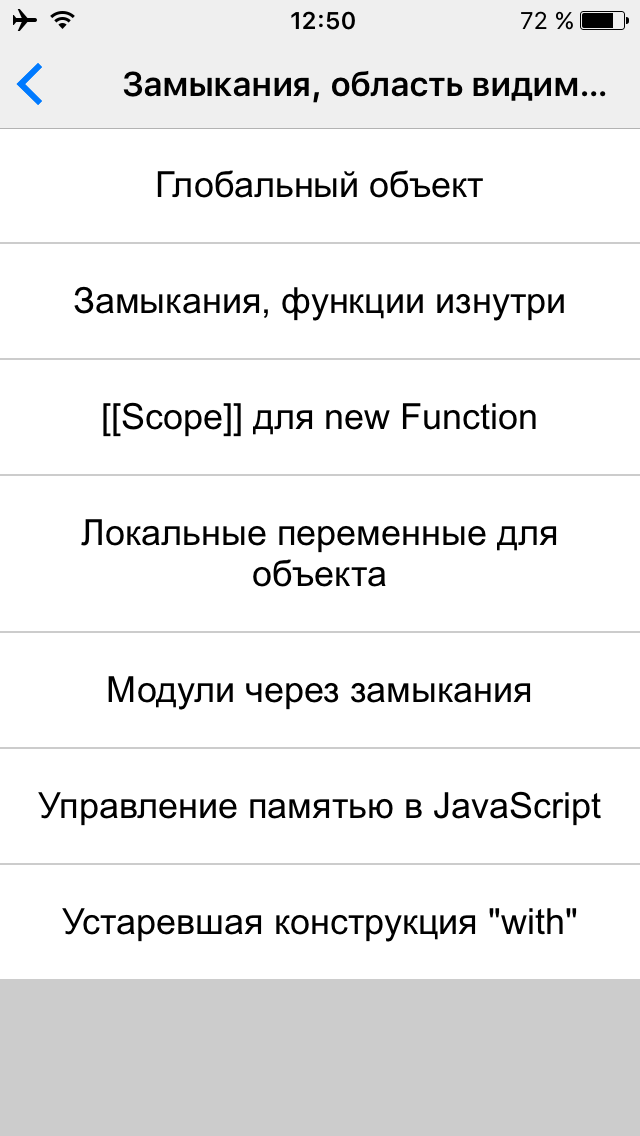 12:50
72 %
Замыкания, область видим...
Глобальный объект
Замыкания, функции изнутри
[[Scope]] для new Function
Локальные переменные для
объекта
Модули через замыкания
Управление памятью в JavaScript
Устаревшая конструкция "with"